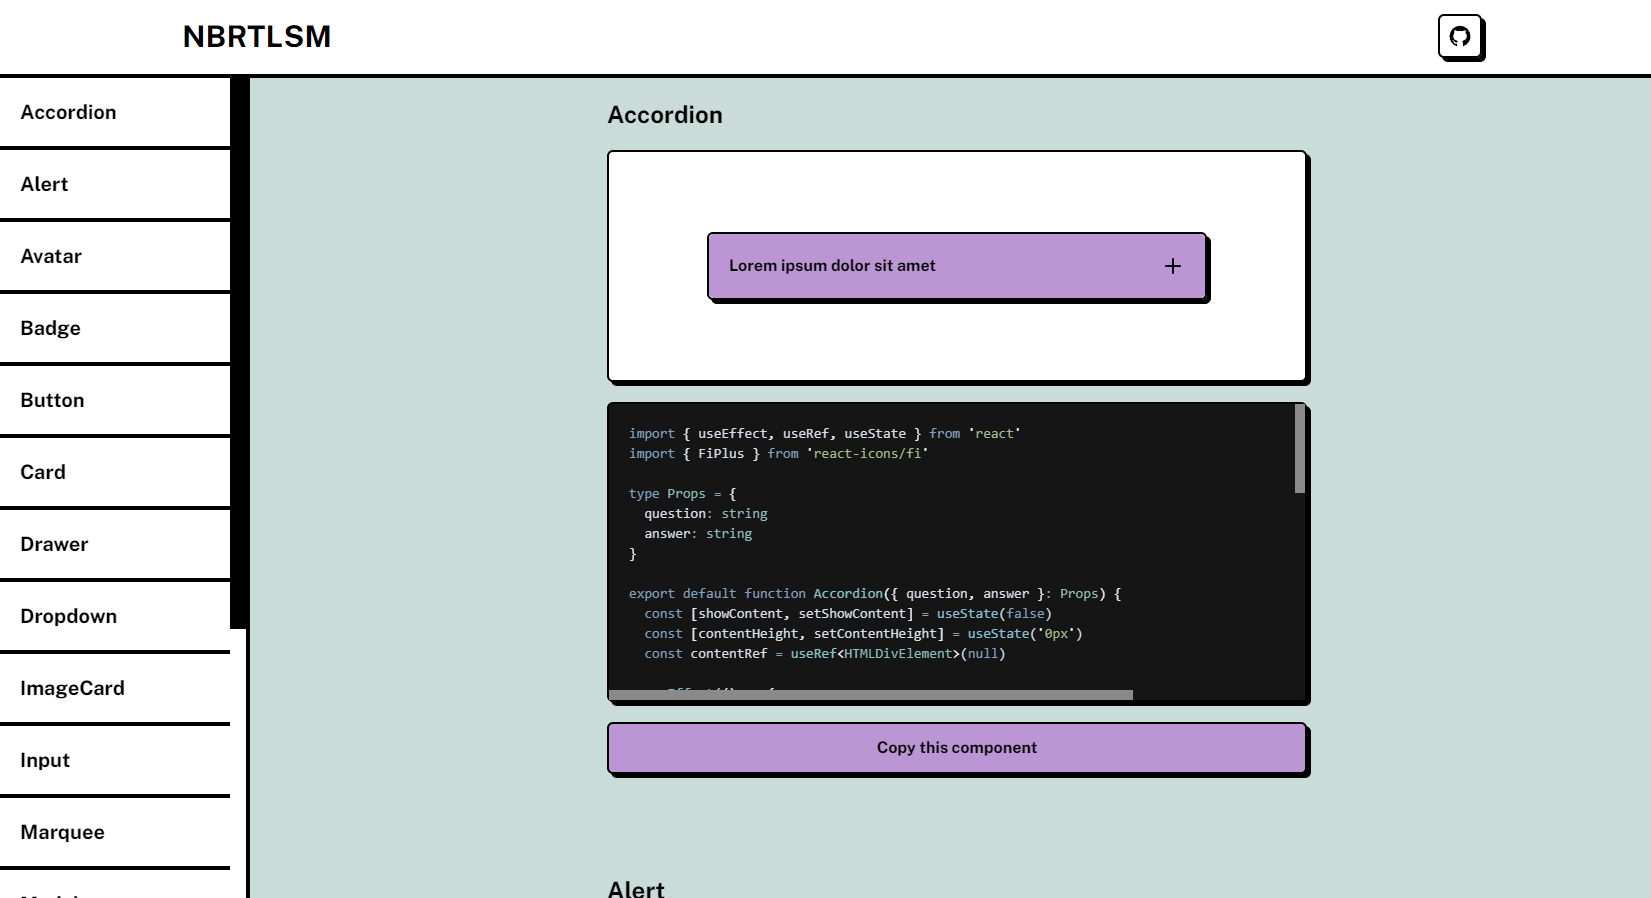 NBRTLSM
Accordion
Alert
Avatar
Badge
Button
Card
Drawer
Dropdown
ImageCard
Input
Marquee
Accordion
Lorem ipsum dolor sit amet
import { useEffect, useRef, useState } from 'react'
import { FiPlus } from 'react-icons/fi'
type Props = {
  question: string
  answer: string
}
export default function Accordion({ question, answer }: Props) {
  const [showContent, setShowContent] = useState(false)
  const [contentHeight, setContentHeight] = useState('0px')
  const contentRef = useRef<HTMLDivElement>(null)
Copy this component
Alert